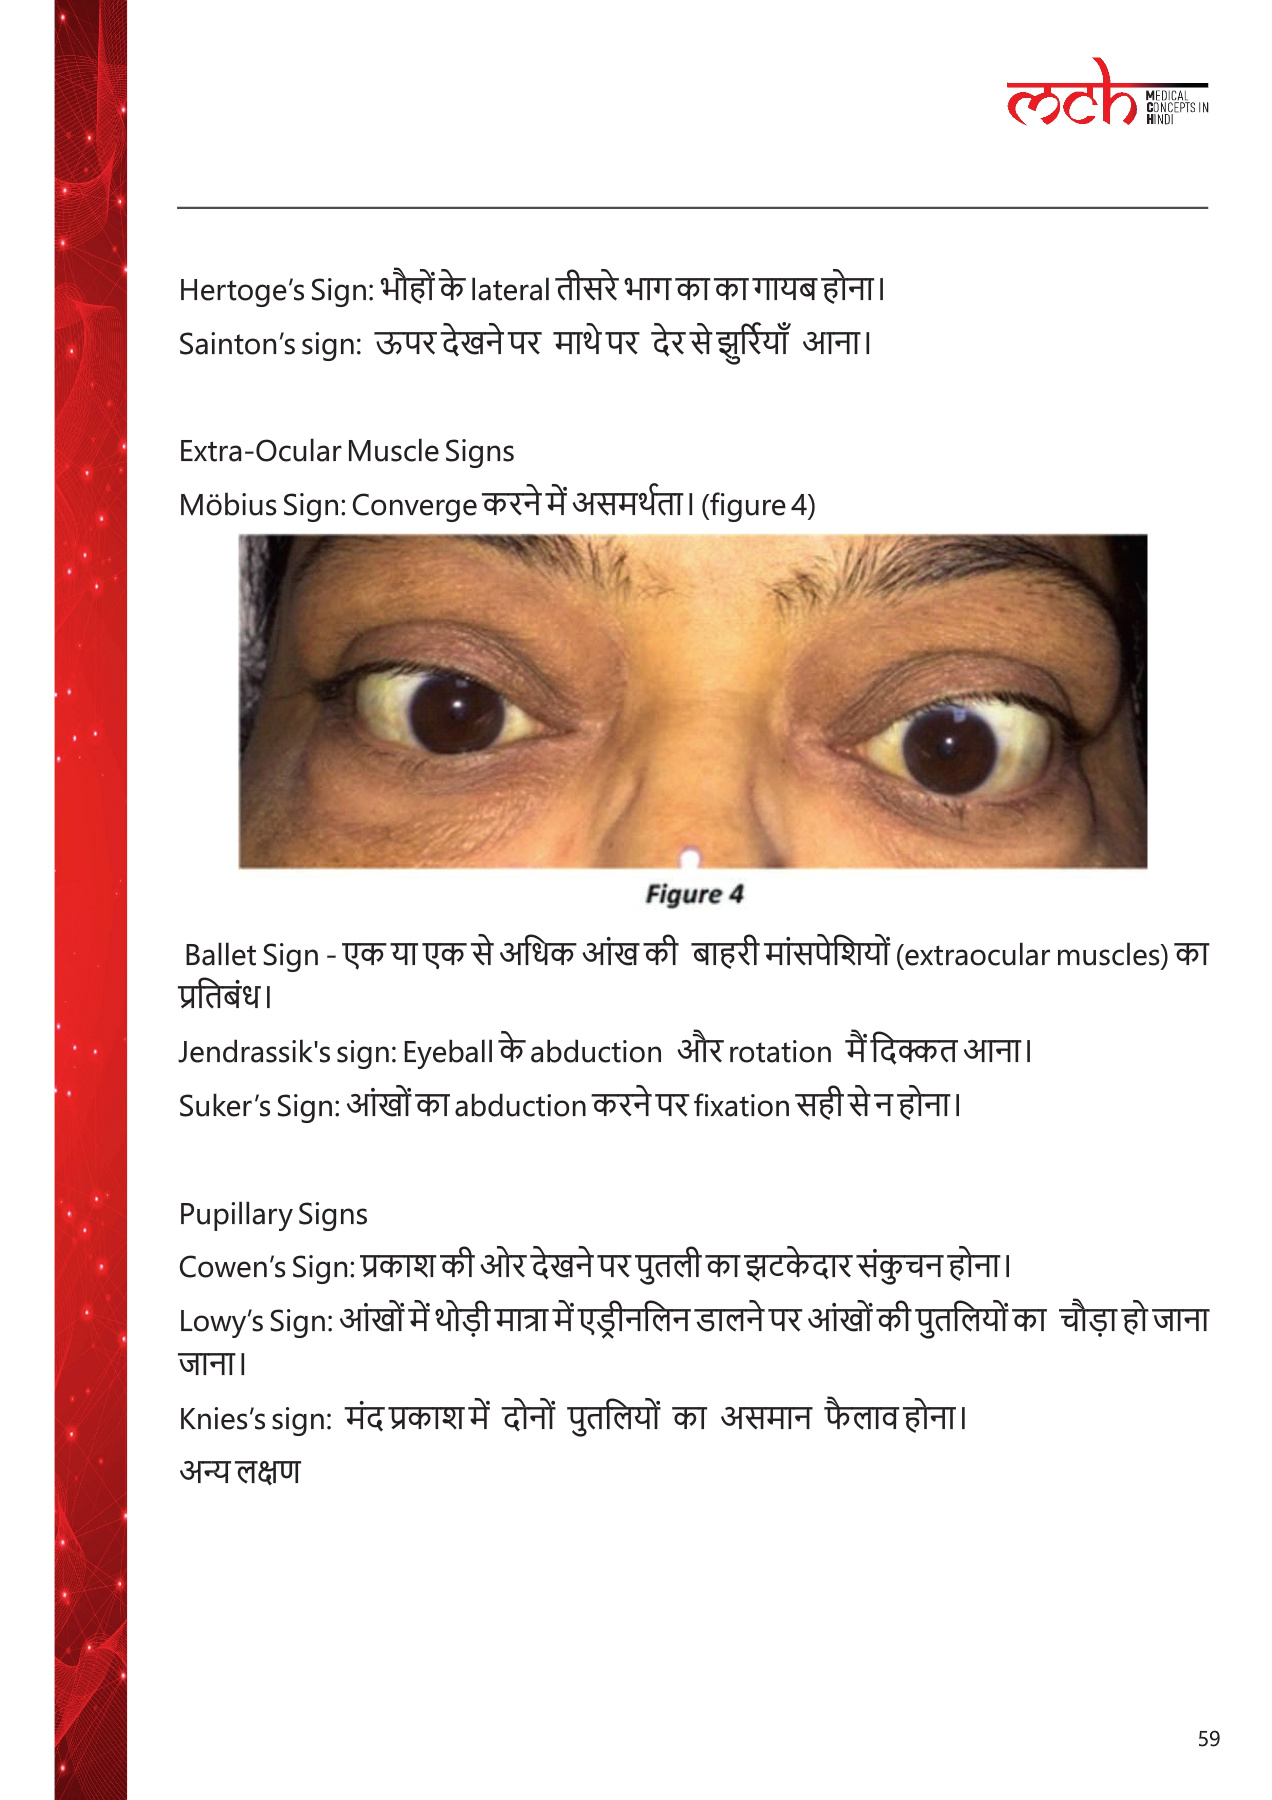 mch
MEDICAL
CONCEPTS IN
HINDI
Hertoge’s Sign: भौहों के lateral तीसरे भाग का का गायब होना।
Sainton’s sign: ऊपर देखने पर माथे पर देर से झुर्रियाँ आना।
Extra-Ocular Muscle Signs
Möbius Sign: Converge करने में असमर्थता। (figure 4)
Figure 4
Ballet Sign - एक या एक से अधिक आंख की बाहरी मांसपेशियों (extraocular muscles) का
प्रतिबंध।
Jendrassik's sign: Eyeball के abduction और rotation मैं दिक्कत आना।
Suker’s Sign: आंखों का abduction करने पर fixation सही से न होना।
Pupillary Signs
Cowen’s Sign: प्रकाश की ओर देखने पर पुतली का झटकेदार संकुचन होना।
Lowy’s Sign: आंखों में थोड़ी मात्रा में एड्रीनलिन डालने पर आंखों की पुतलियों का चौड़ा हो जाना
जाना।
Knies’s sign: मंद प्रकाश में दोनों पुतलियों का असमान फैलाव होना।
अन्य लक्षण
59